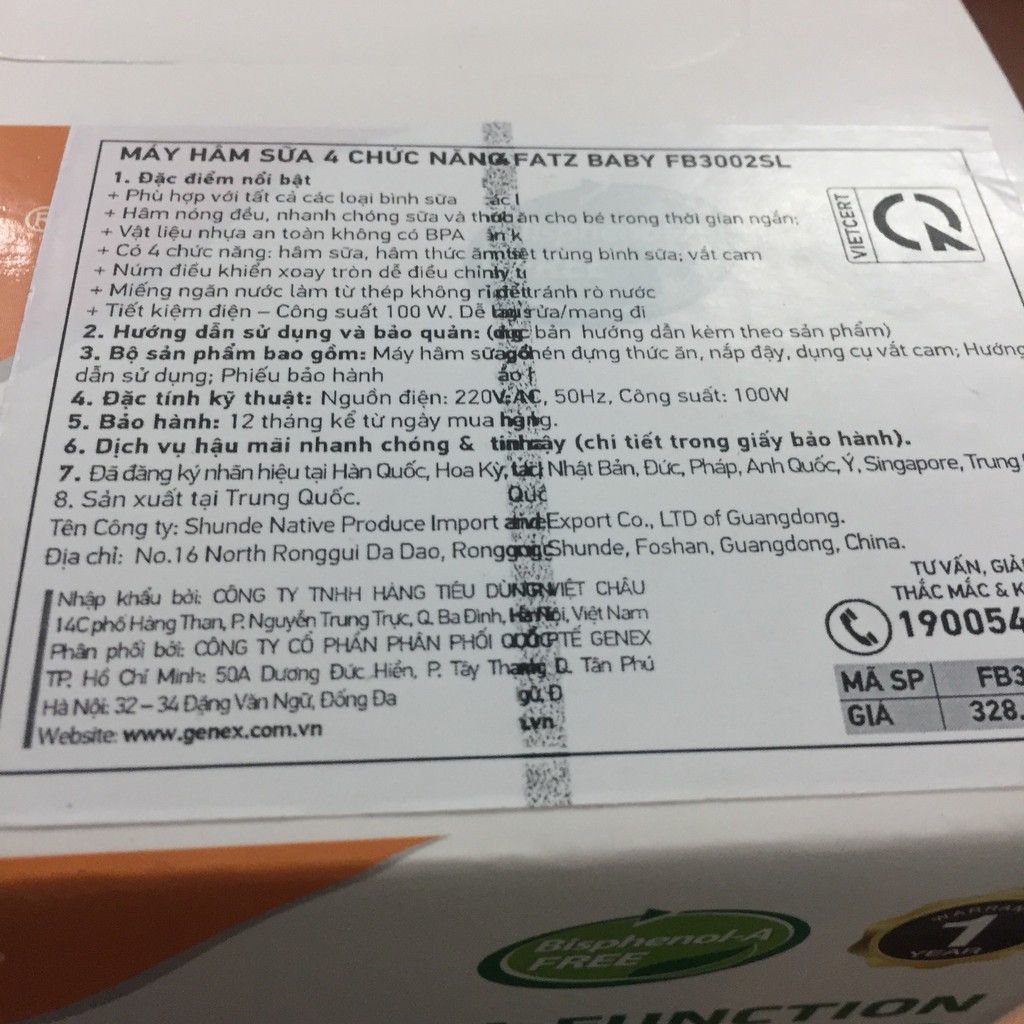 MÁY HÂM SỮA 4 CHỨC NĂNG FATZ BABY FB3002SL
1. Đặc điểm nổi bật
+ Phù hợp với tất cả các loại bình sữa
+ Hâm nóng đều, nhanh chóng sữa và thức ăn cho bé trong thời gian ngắn;
+ Vật liệu nhựa an toàn không có BPA
+ Có 4 chức năng: hâm sữa, hâm thức ăn, tiệt trùng bình sữa; vắt cam
+ Núm điều khiển xoay tròn dễ điều chỉnh
+ Miếng ngăn nước làm từ thép không rỉ để tránh rò nước
+ Tiết kiệm điện – Công suất 100 W. Dễ lau rửa/mang đi
2. Hướng dẫn sử dụng và bảo quản: (đọc bản hướng dẫn kèm theo sản phẩm)
3. Bộ sản phẩm bao gồm: Máy hâm sữa chén đựng thức ăn, nắp đậy, dụng cụ vắt cam; Hướng
dẫn sử dụng; Phiếu bảo hành
4. Đặc tính kỹ thuật: Nguồn điện: 220V-AC, 50Hz, Công suất: 100W
5. Bảo hành: 12 tháng kể từ ngày mua hàng.
6. Dịch vụ hậu mãi nhanh chóng & tin cậy (chi tiết trong giấy bảo hành).
7. Đã đăng ký nhãn hiệu tại Hàn Quốc, Hoa Kỳ, Nhật Bản, Đức, Pháp, Anh Quốc, Ý, Singapore, Trung
8. Sản xuất tại Trung Quốc.
Tên Công ty: Shunde Native Produce Import and Export Co., LTD of Guangdong.
Địa chỉ: No.16 North Ronggui Da Dao, Shunde, Foshan, Guangdong, China.
Nhập khẩu bởi: CÔNG TY TNHH HÀNG TIÊU DÙNG VIỆT CHÂU
14C phố Hàng Than, P. Nguyễn Trung Trực, Q. Ba Đình, Hà Nội, Việt Nam
Phân phối bởi: CÔNG TY CỔ PHẦN PHÂN PHỐI QUỐC TẾ GENEX
TP. Hồ Chí Minh: 50A Dương Đức Hiền, P. Tây Thạnh, Q. Tân Phú
Hà Nội: 32 – 34 Đặng Văn Ngữ, Đống Đa
Website: www.genex.com.vn
VIETCERT
TƯ VẤN, GIẢI
THẮC MẮC & K
190054
MÃ SP FB3
GIÁ 328.
Bisphenol-A
FREE
WARRANTY
1
YEAR
FUNCTION